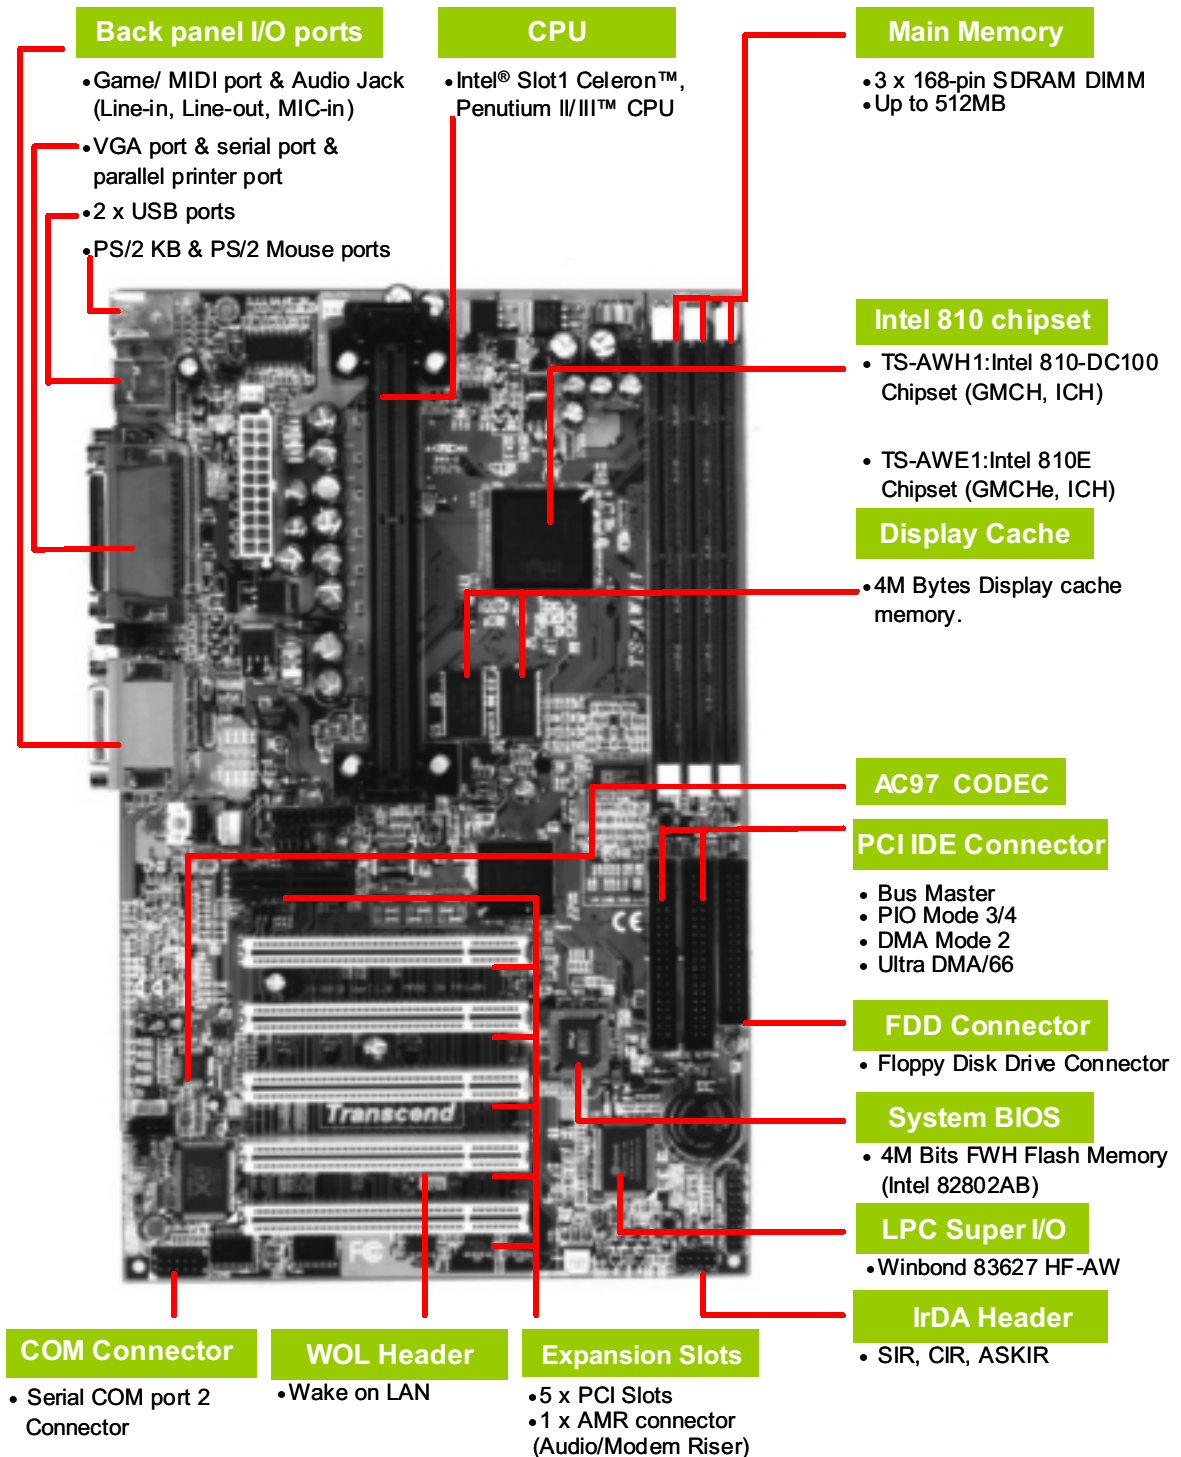 Back panel I/O ports
• Game/ MIDI port & Audio Jack
(Line-in, Line-out, MIC-in)
• VGA port & serial port &
parallel printer port
• 2 x USB ports
• PS/2 KB & PS/2 Mouse ports
CPU
• Intel® Slot1 Celeron™,
Penutium II/III™ CPU
Main Memory
• 3 x 168-pin SDRAM DIMM
• Up to 512MB
Intel 810 chipset
• TS-AWH1:Intel 810-DC100
Chipset (GMCH, ICH)
• TS-AWE1:Intel 810E
Chipset (GMCHe, ICH)
Display Cache
• 4M Bytes Display cache
memory.
TS-AWH1
AC97 CODEC
PCI IDE Connector
• Bus Master
• PIO Mode 3/4
• DMA Mode 2
• Ultra DMA/66
CE
FDD Connector
• Floppy Disk Drive Connector
Transcend
System BIOS
• 4M Bits FWH Flash Memory
(Intel 82802AB)
LPC Super I/O
• Winbond 83627 HF-AW
FC
IrDA Header
• SIR, CIR, ASKIR
COM Connector
• Serial COM port 2
Connector
WOL Header
• Wake on LAN
Expansion Slots
• 5 x PCI Slots
• 1 x AMR connector
(Audio/Modem Riser)